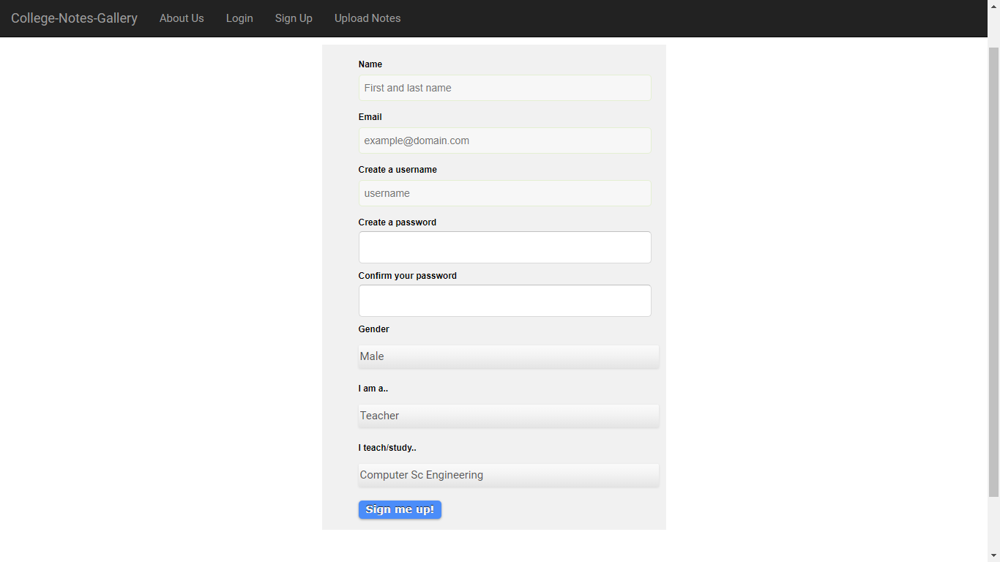 College-Notes-Gallery About Us Login Sign Up Upload Notes
Name
First and last name
Email
example@domain.com
Create a username
username
Create a password
Confirm your password
Gender
Male
I am a..
Teacher
I teach/study..
Computer Sc Engineering
Sign me up!